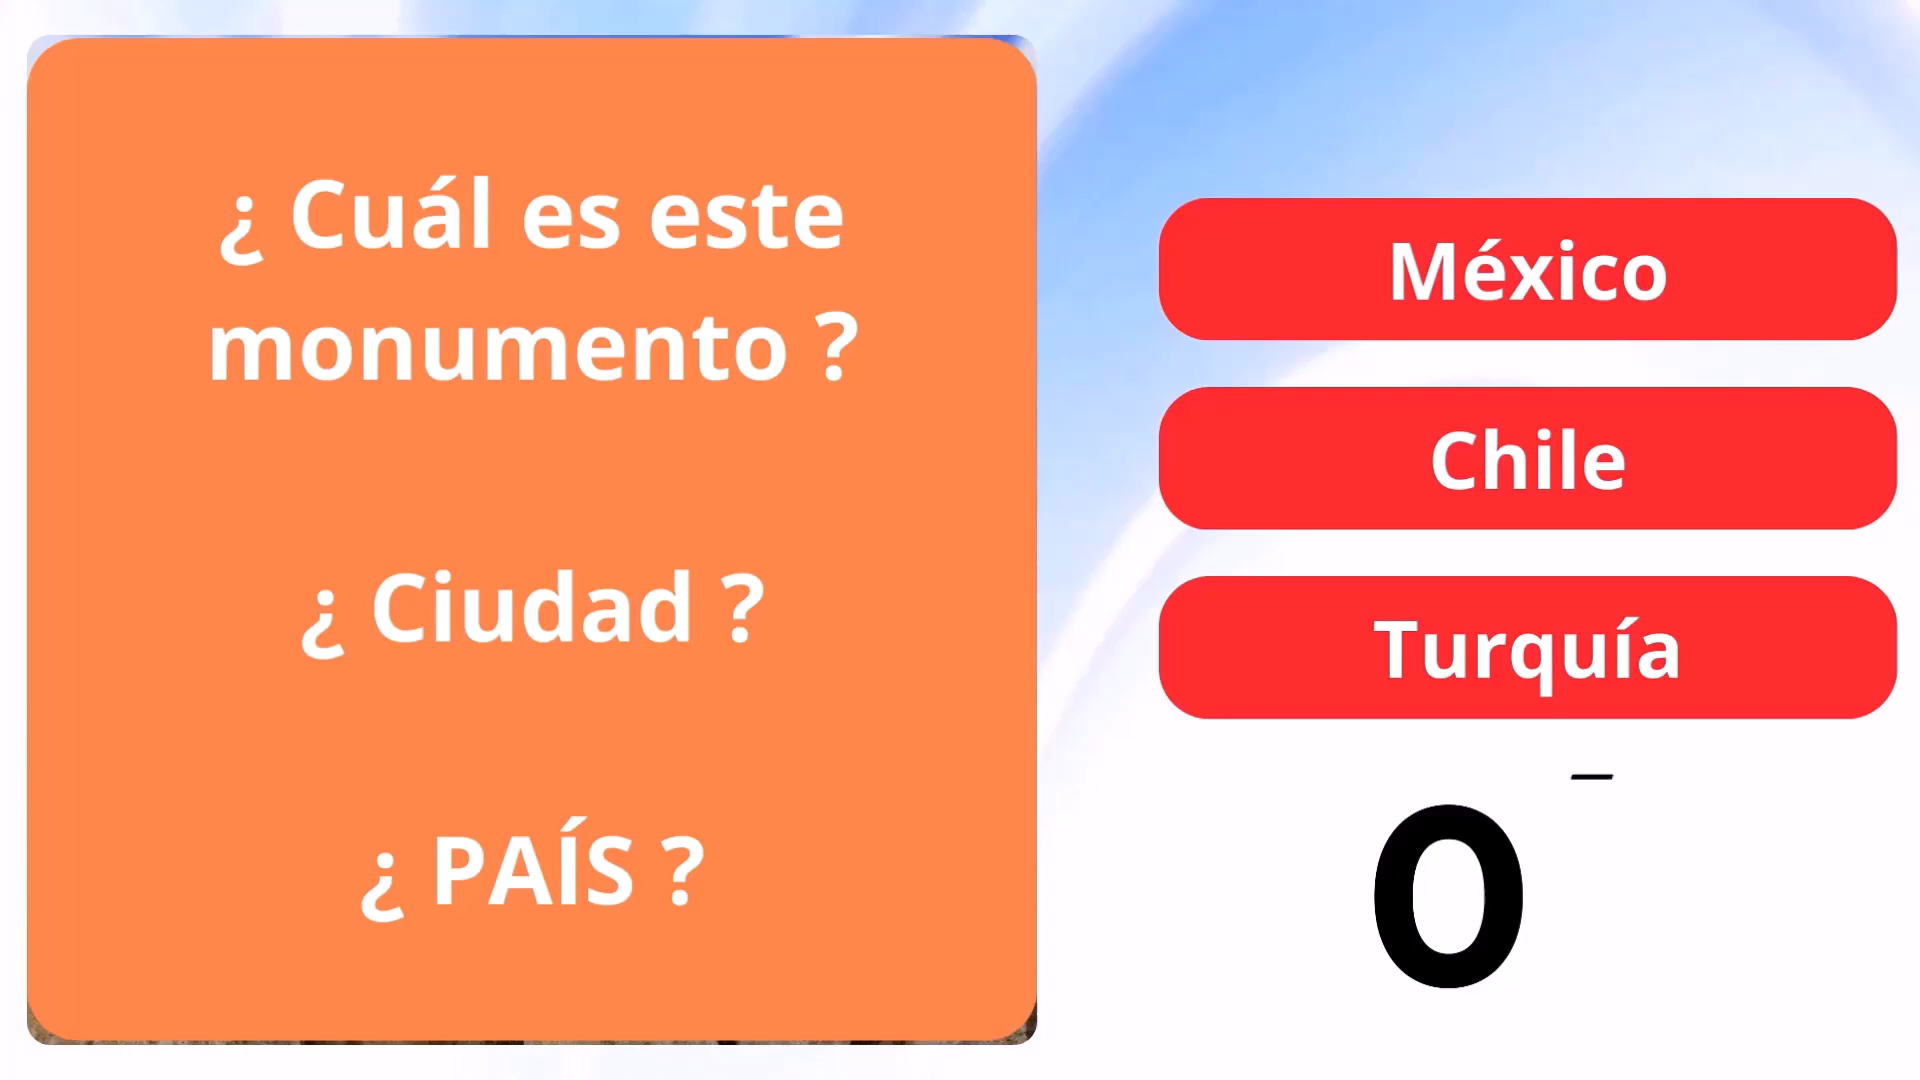 ¿ Cuál es este
monumento ?
¿ Ciudad ?
¿ PAÍS ?
México
Chile
Turquía
0